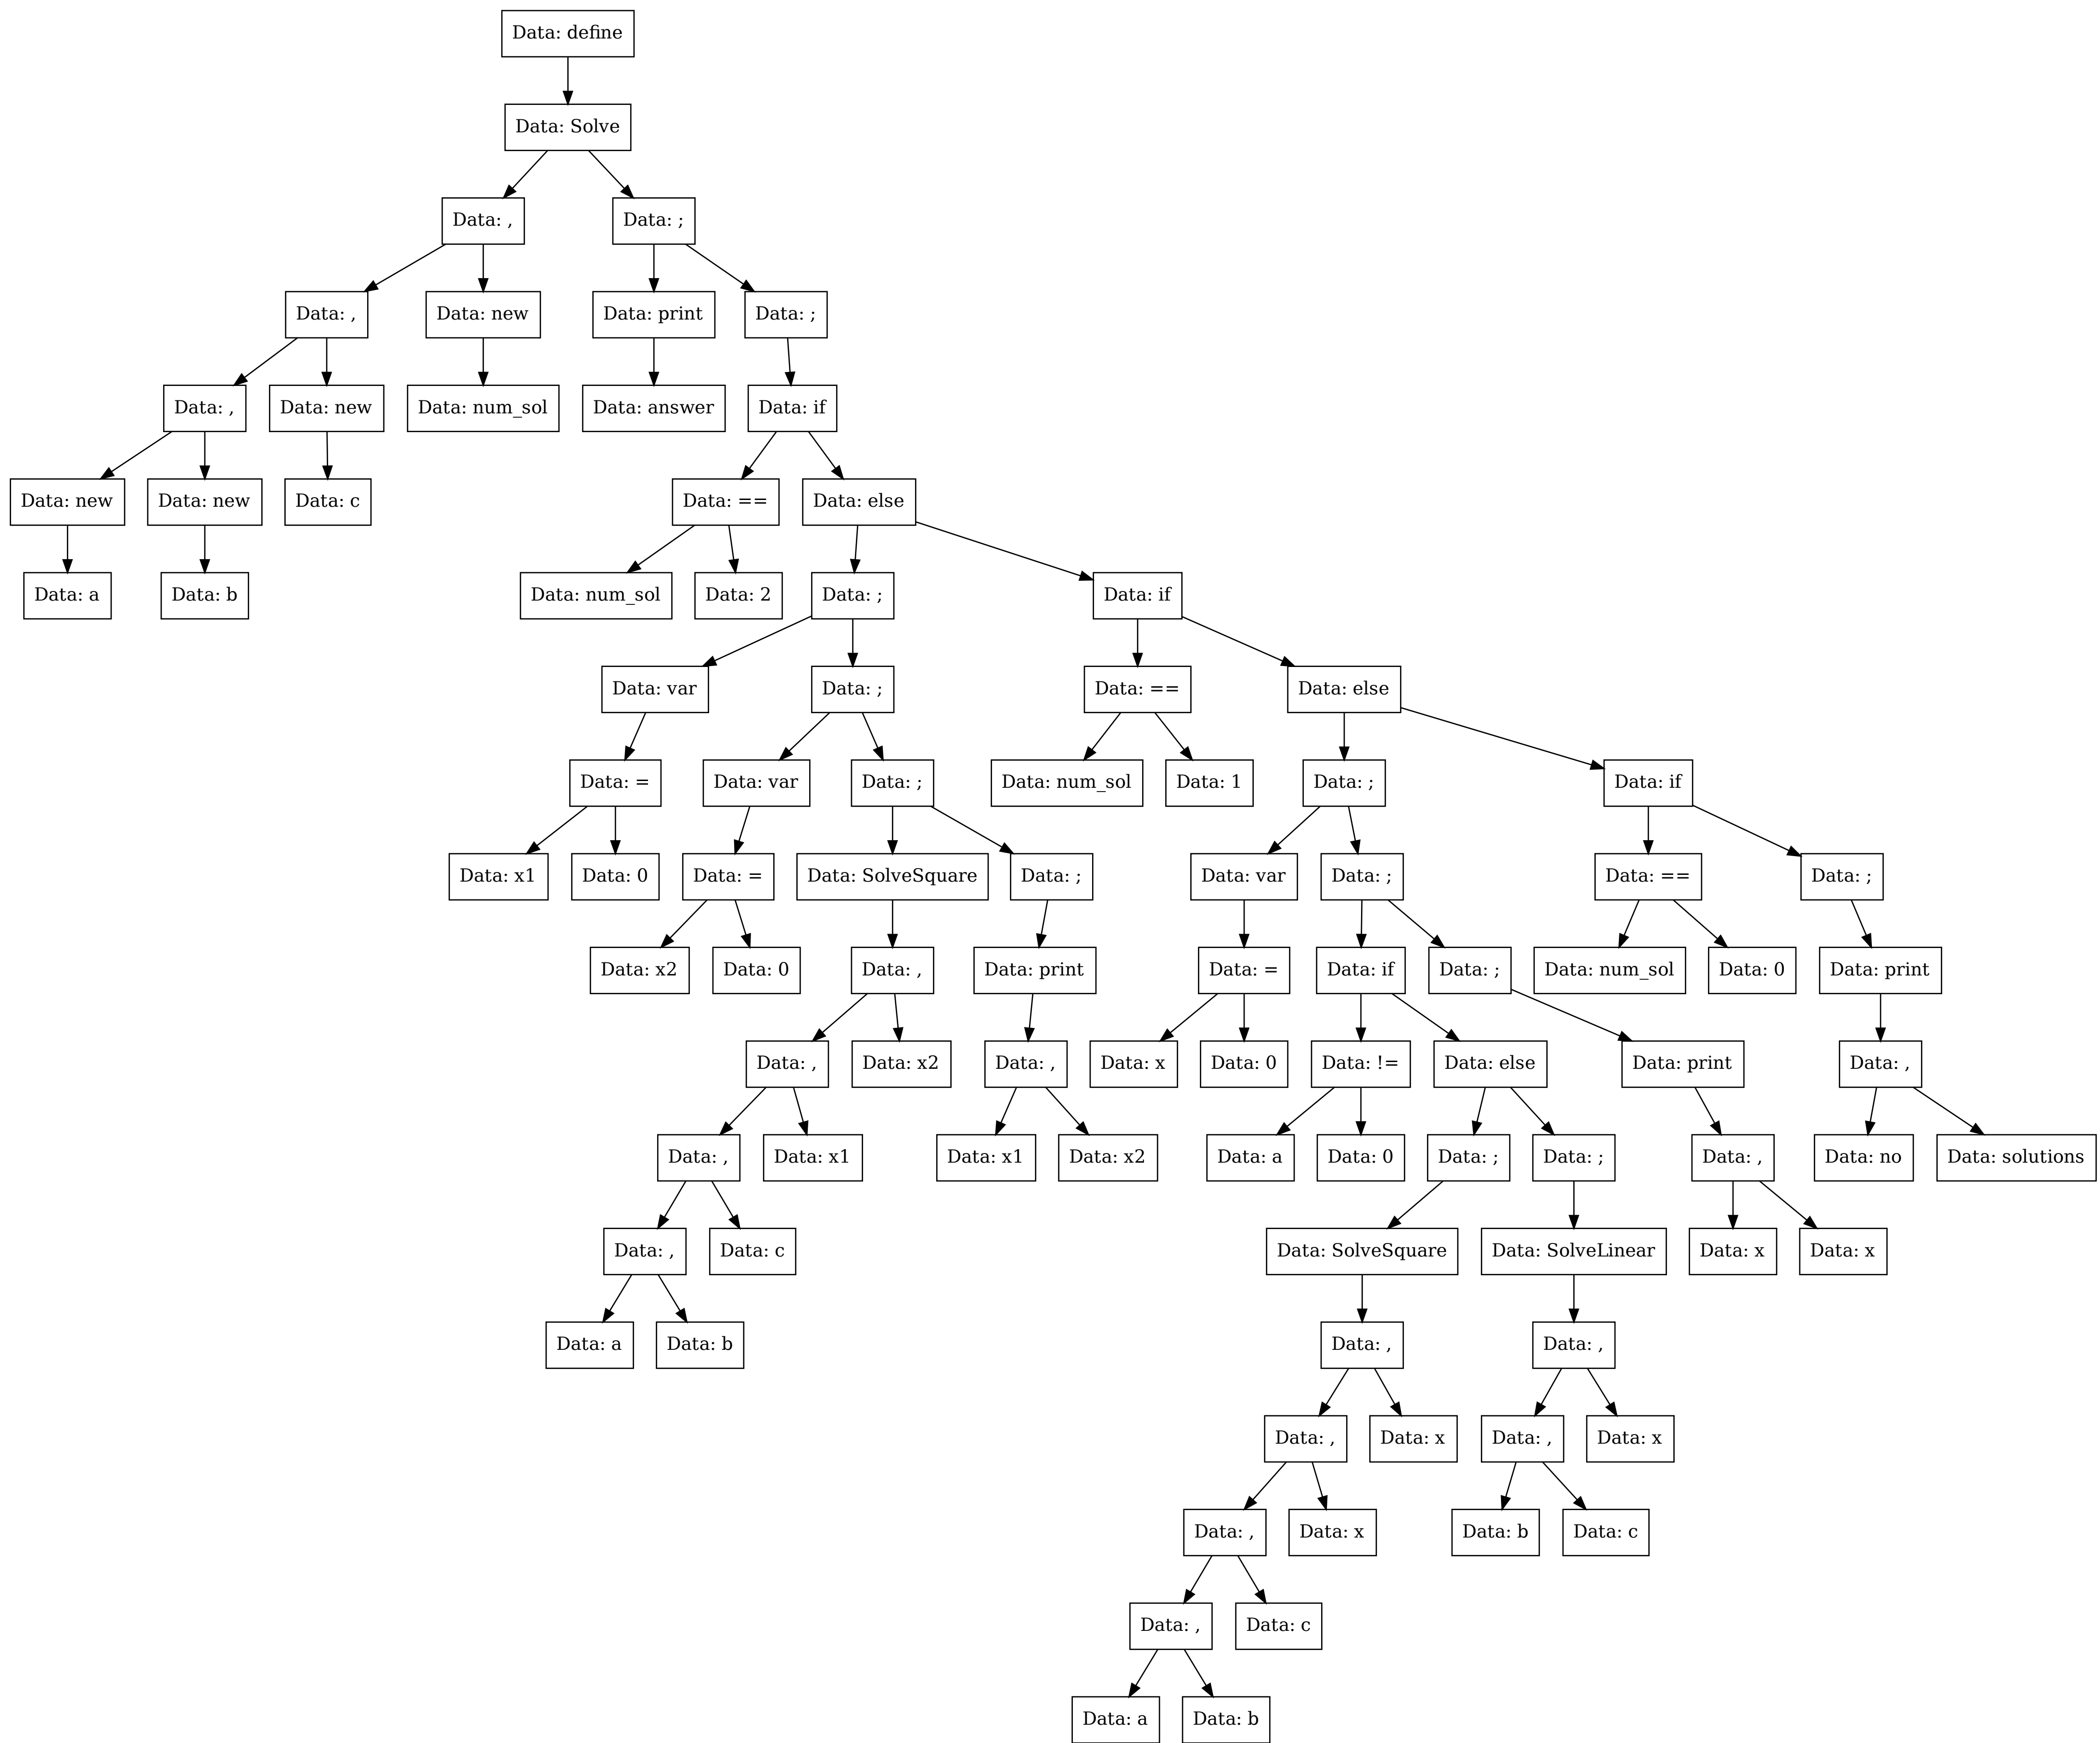 Data: define
Data: Solve
Data: ,
Data: ;
Data: ,
Data: new
Data: print
Data: ;
Data: ,
Data: new
Data: num_sol
Data: answer
Data: if
Data: new
Data: new
Data: c
Data: ==
Data: else
Data: a
Data: b
Data: num_sol
Data: 2
Data: ;
Data: if
Data: var
Data: ;
Data: ==
Data: else
Data: =
Data: var
Data: ;
Data: num_sol
Data: 1
Data: ;
Data: if
Data: x1
Data: 0
Data: =
Data: SolveSquare
Data: ;
Data: var
Data: ;
Data: ==
Data: ;
Data: x2
Data: 0
Data: ,
Data: print
Data: =
Data: if
Data: ;
Data: num_sol
Data: 0
Data: print
Data: ,
Data: x2
Data: ,
Data: x
Data: 0
Data: !=
Data: else
Data: print
Data: ,
Data: ,
Data: x1
Data: x1
Data: x2
Data: a
Data: 0
Data: ;
Data: ;
Data: ,
Data: no
Data: solutions
Data: ,
Data: c
Data: SolveSquare
Data: SolveLinear
Data: x
Data: x
Data: a
Data: b
Data: ,
Data: ,
Data: ,
Data: x
Data: ,
Data: x
Data: ,
Data: x
Data: b
Data: c
Data: ,
Data: c
Data: a
Data: b